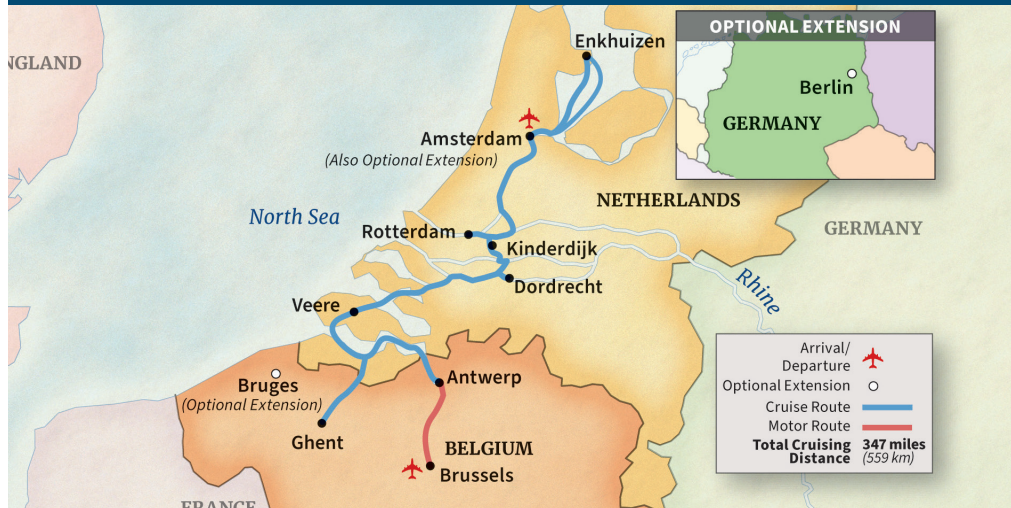 NGLAND
Enkhuizen
OPTIONAL EXTENSION
Berlin
GERMANY
Amsterdam
(Also Optional Extension)
NETHERLANDS
North Sea
Rotterdam
Kinderdijk
GERMANY
Dordrecht
Rhine
Veere
Bruges
(Optional Extension)
Antwerp
Ghent
BELGIUM
Brussels
FRANCE
Arrival/
Departure
Optional Extension
Cruise Route
Motor Route
Total Cruising 347 miles
Distance (559 km)